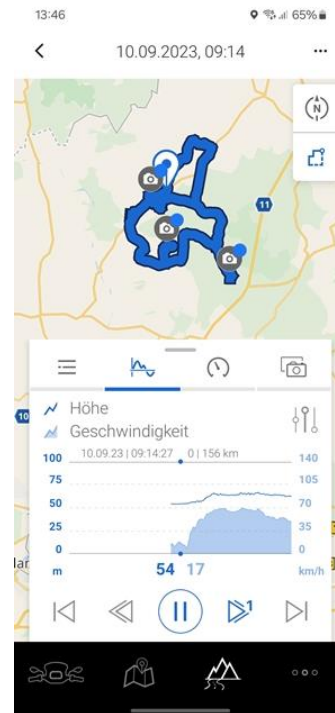 13:46
65%
10.09.2023, 09:14
N
11
10
Höhe
Geschwindigkeit
100 10.09.23 | 09:14:27 0 | 156 km 140
75 105
50 70
25 35
0 0
m 54 17 km/h
1